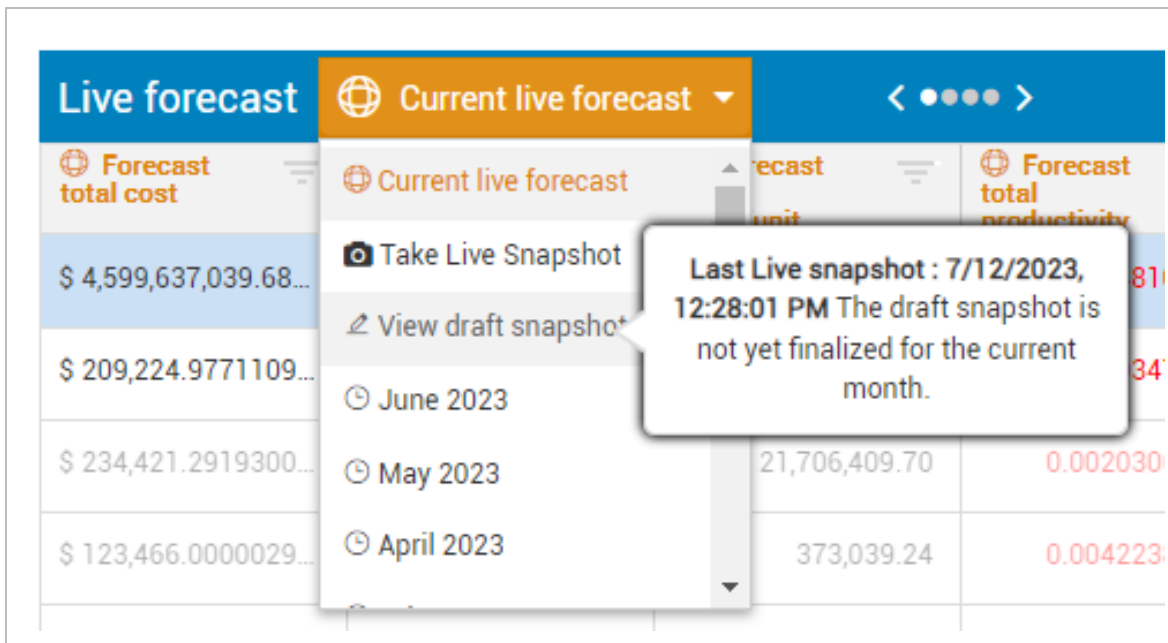 Live forecast
Current live forecast
Forecast
total cost
Current live forecast
Forecast
total
productivity
unit
Take Live Snapshot
Last Live snapshot : 7/12/2023,
12:28:01 PM The draft snapshot is
not yet finalized for the current
month.
$ 4,599,637,039.68...
View draft snapshot
$ 209,224.9771109...
June 2023
$ 234,421.2919300...
May 2023
21,706,409.70
$ 123,466.0000029...
April 2023
373,039.24